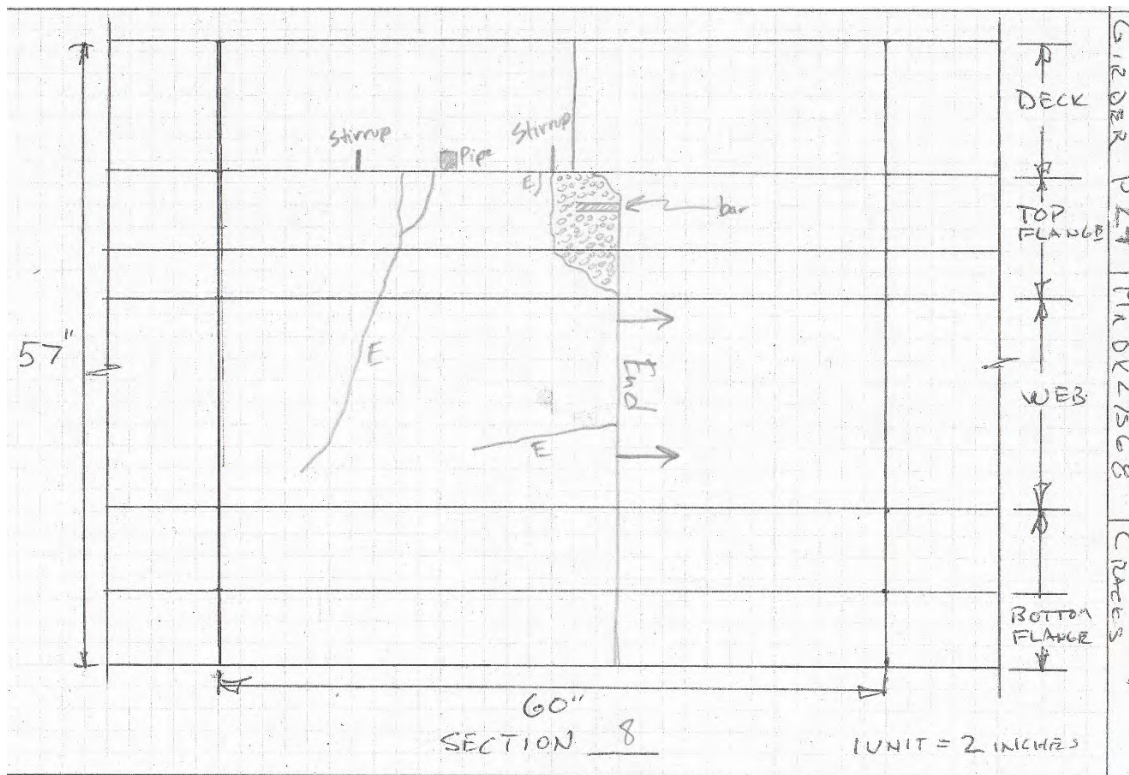 Stirrup
Pipe
Stirrup
E
bar
E
End
E
57"
60"
SECTION 8
1 UNIT = 2 INCHES
DECK
TOP
FLANGE
WEB
BOTTOM
FLANGE
GIRDER
CRACKS